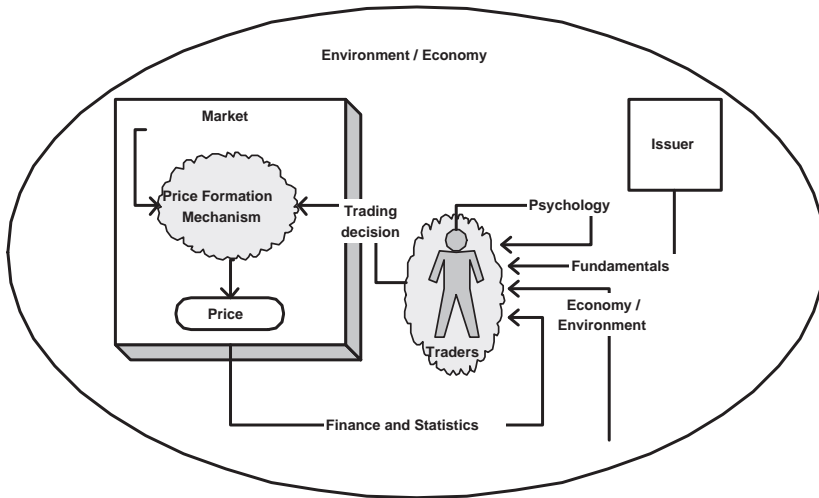 Environment / Economy
Market
Issuer
Price Formation
Mechanism
Trading
decision
Psychology
Fundamentals
Economy /
Environment
Price
Traders
Finance and Statistics